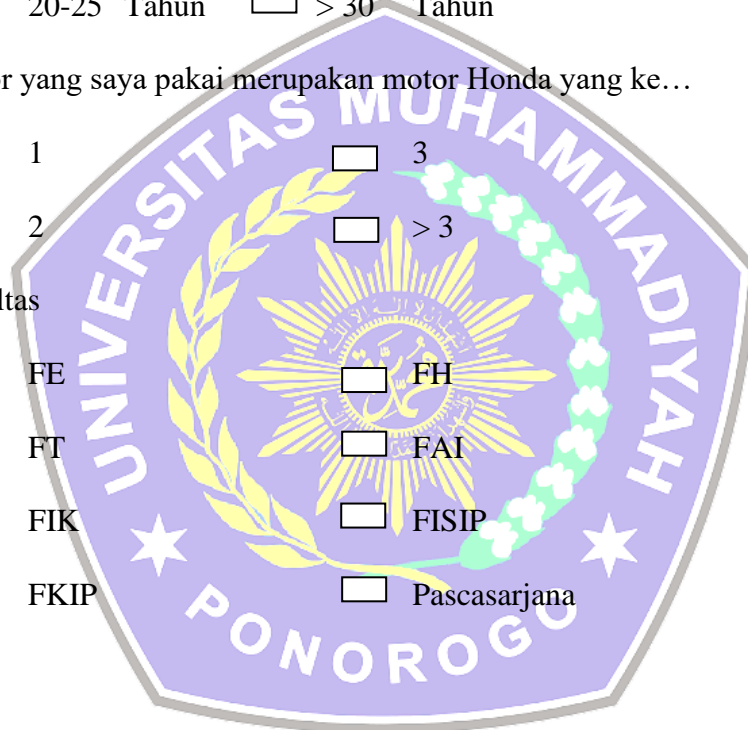 20-25 Tahun > 30 Tahun
r yang saya pakai merupakan motor Honda yang ke…
1 3
2 > 3
ltas
FE FH
FT FAI
FIK FISIP
FKIP Pascasarjana
UNIVERSITAS MUHAMMADIYAH
PONOROGO
محمد